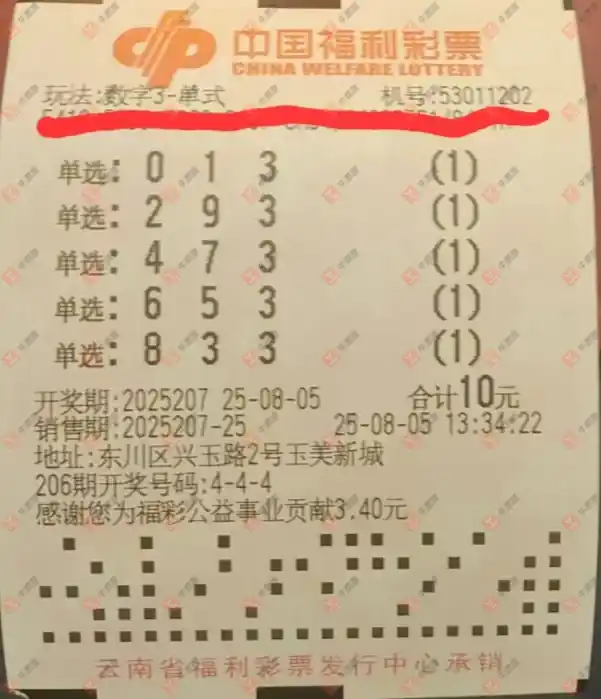 中国福利彩票
CHINA WELFARE LOTTERY
玩法:数字3-单式 机号:53011202
单选: 0 1 3 (1)
单选: 2 9 3 (1)
单选: 4 7 3 (1)
单选: 6 5 3 (1)
单选: 8 3 3 (1)
开奖期:2025207 25-08-05 合计10元
销售期:2025207-25 25-08-05 13:34:22
地址:东川区兴玉路2号玉美新城
206期开奖号码:4-4-4
感谢您为福彩公益事业贡献3.40元
云南省福利彩票发行中心承销